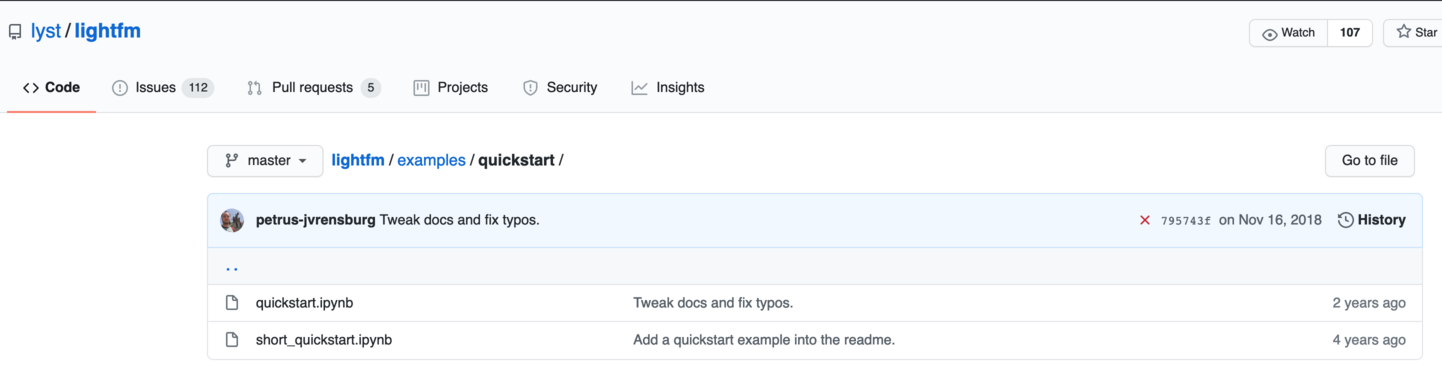 lyst / lightfm
Watch 107
Star
Code
Issues 112
Pull requests 5
Projects
Security
Insights
master
lightfm / examples / quickstart /
Go to file
petrus-jvrensburg Tweak docs and fix typos.
795743f on Nov 16, 2018
History
..
quickstart.ipynb Tweak docs and fix typos. 2 years ago
short_quickstart.ipynb Add a quickstart example into the readme. 4 years ago